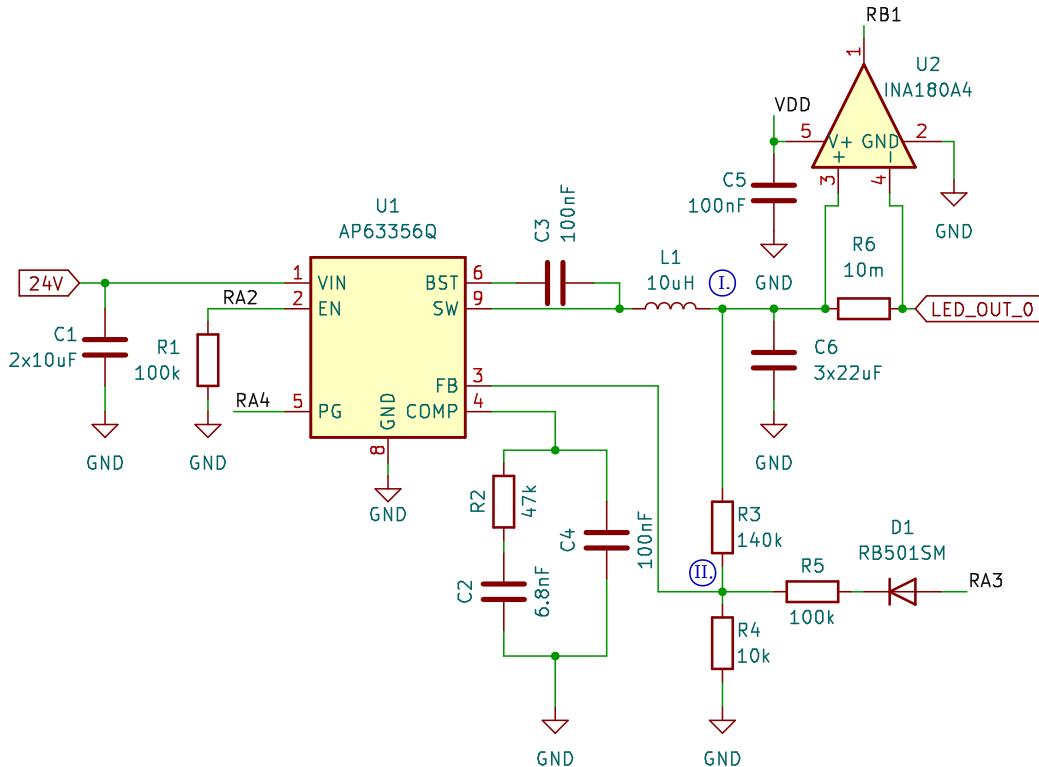 RB1
1
U2
INA180A4
VDD
5
V+
GND
2
+
-
3
4
C5
100nF
GND
GND
R6
10m
U1
AP63356Q
C3
100nF
L1
10uH
I.
24V
1
VIN
BST
6
RA2
2
EN
SW
9
LED_OUT_0
C1
2x10uF
R1
100k
C6
3x22uF
FB
3
RA4
5
PG
GND
COMP
4
8
GND
GND
GND
GND
R2
47k
C4
100nF
R3
140k
D1
RB501SM
II.
R5
100k
RA3
C2
6.8nF
R4
10k
GND
GND